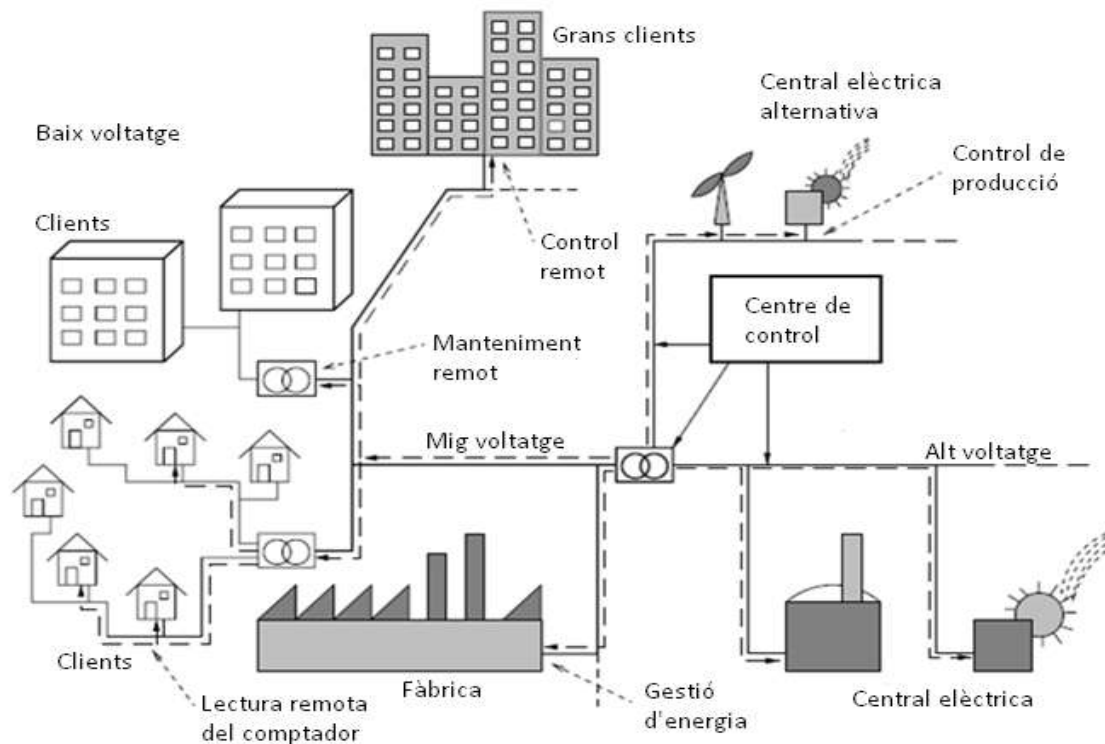 Grans clients
Central elèctrica
alternativa
Baix voltatge
Control de
producció
Clients
Control
remot
Centre de
control
Manteniment
remot
Mig voltatge
Alt voltatge
Clients
Fàbrica
Gestió
d'energia
Central elèctrica
Lectura remota
del comptador